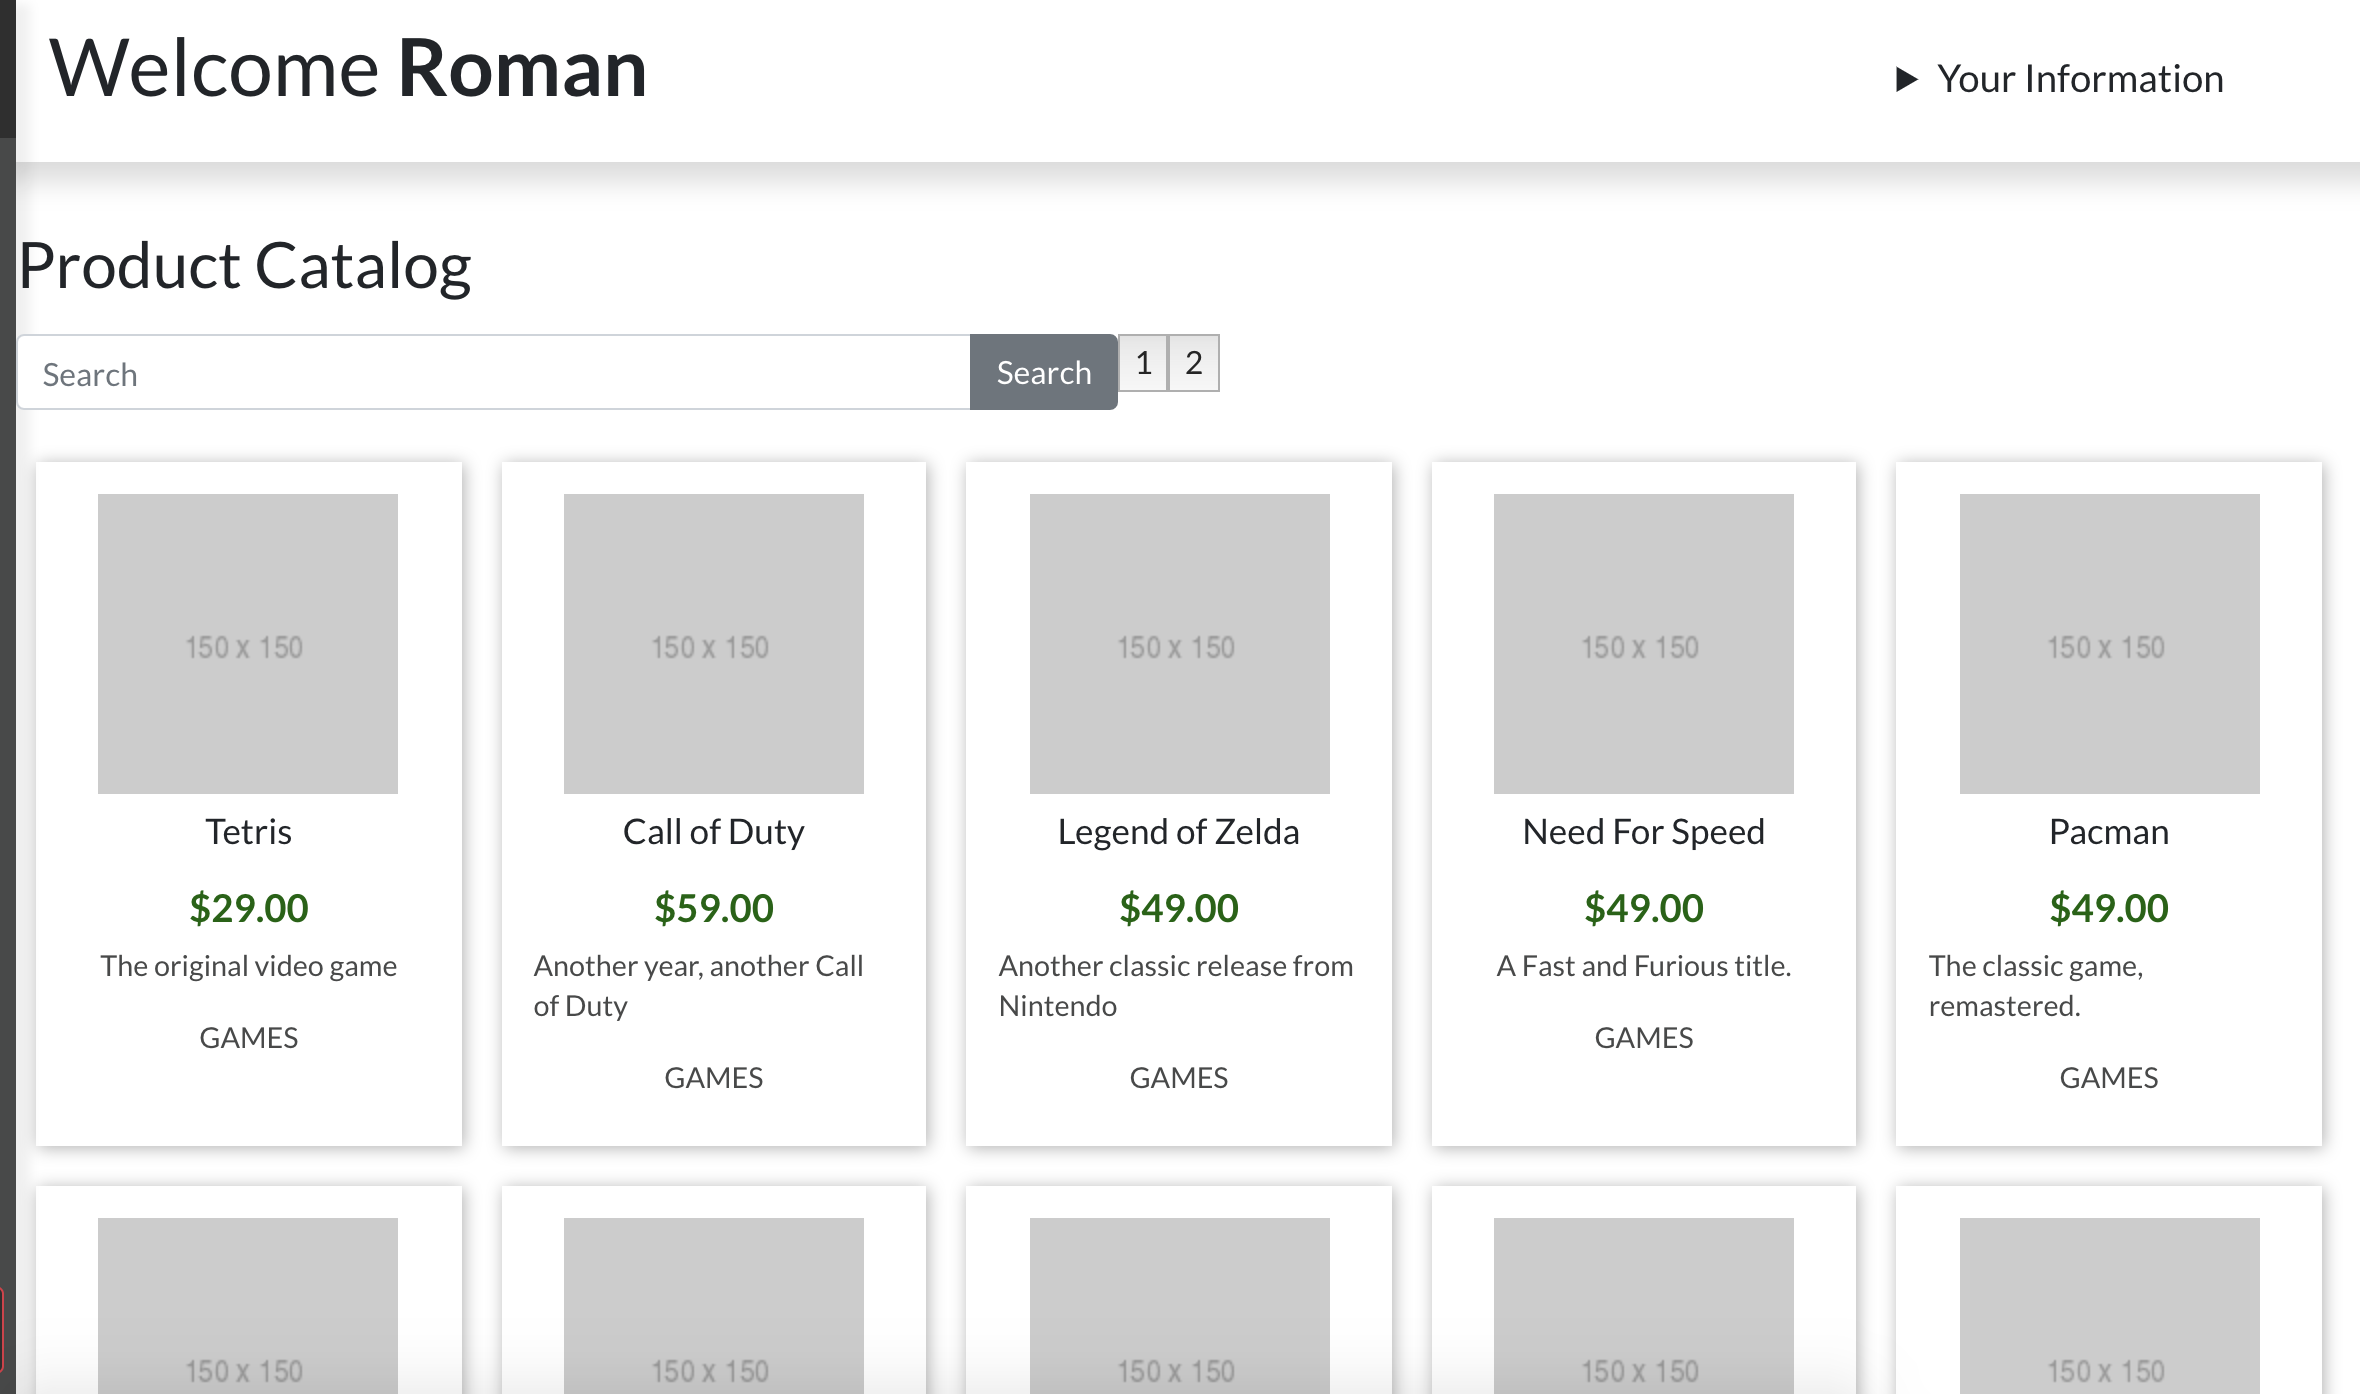 Welcome Roman
Your Information
Product Catalog
Search
Search
1
2
150 x 150
150 x 150
150 x 150
150 x 150
150 x 150
Tetris
$29.00
The original video game
GAMES
Call of Duty
$59.00
Another year, another Call
of Duty
GAMES
Legend of Zelda
$49.00
Another classic release from
Nintendo
GAMES
Need For Speed
$49.00
A Fast and Furious title.
GAMES
Pacman
$49.00
The classic game,
remastered.
GAMES
150 x 150
150 x 150
150 x 150
150 x 150
150 x 150